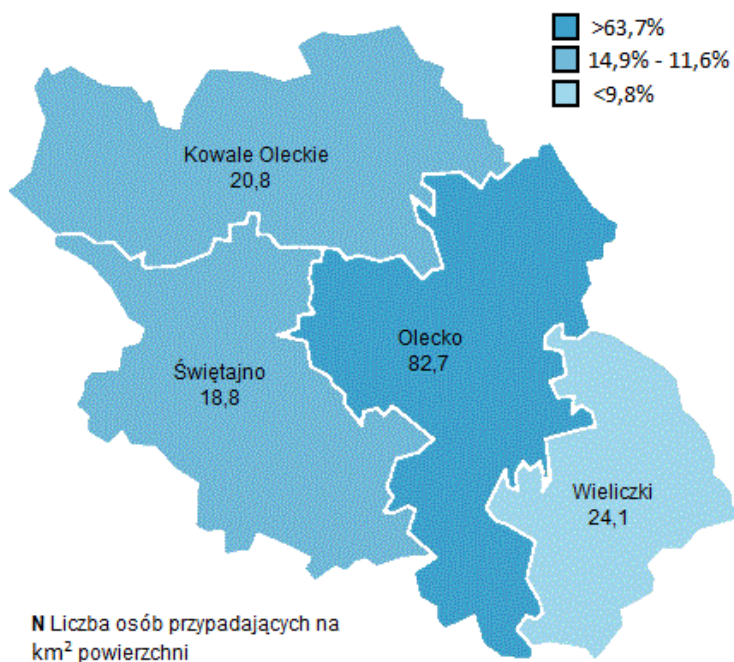 >63,7%
14,9% - 11,6%
<9,8%
Kowale Oleckie
20,8
Olecko
82,7
Świętajno
18,8
Wieliczki
24,1
N Liczba osób przypadających na
km² powierzchni